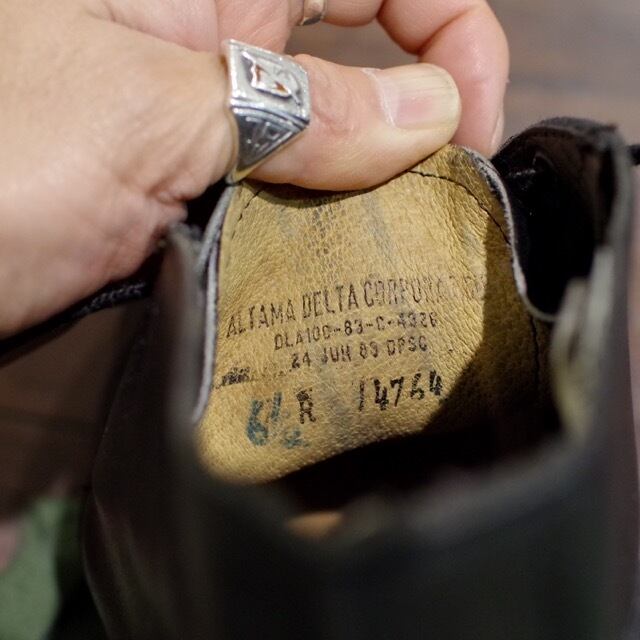 ALTAMA DELTA CORPORATION
DLA100-83-C-4326
24 JUN 83 DPSC
6½ R 14764